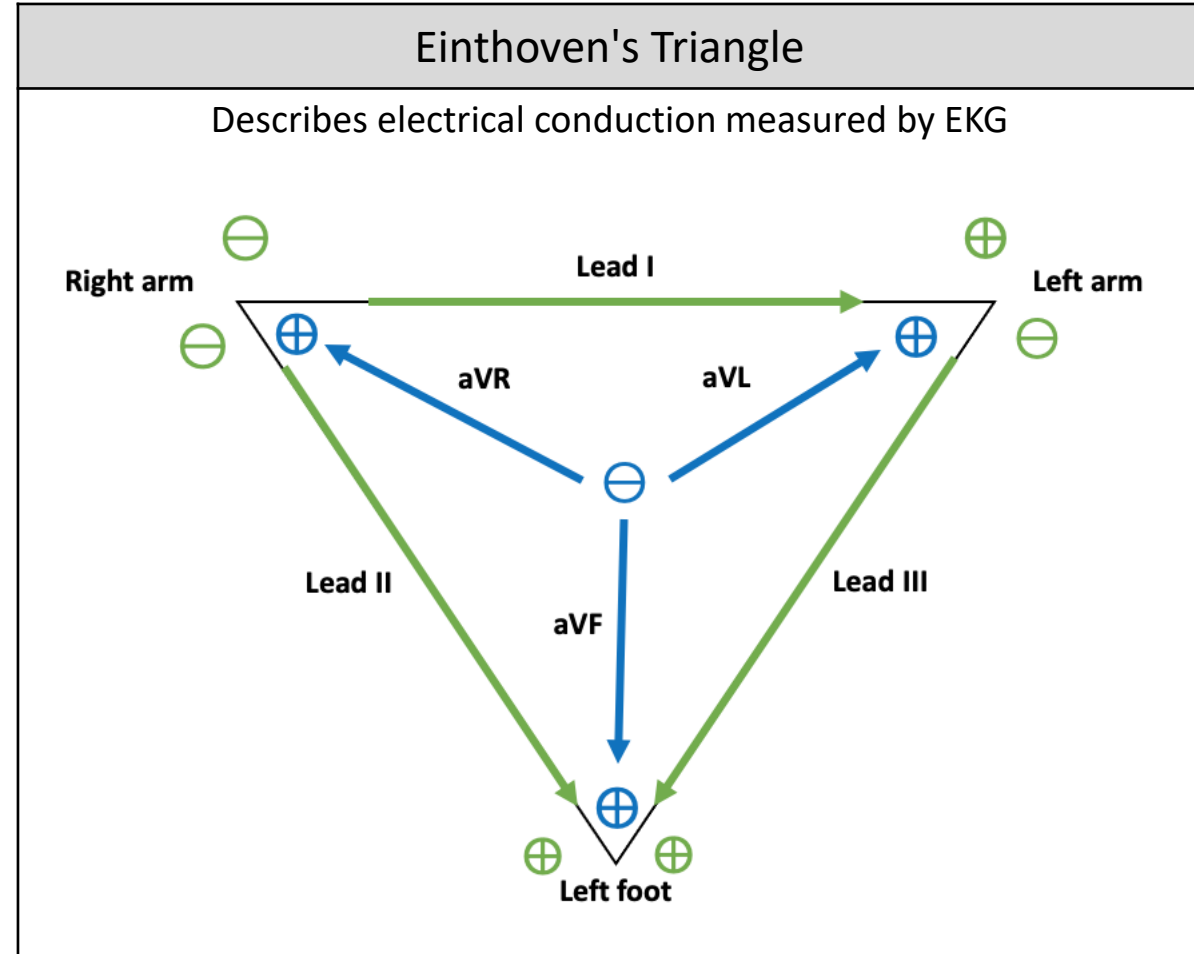 Einthoven's Triangle
Describes electrical conduction measured by EKG
Lead I
Right arm
Left arm
aVR
aVL
Lead II
Lead III
aVF
Left foot